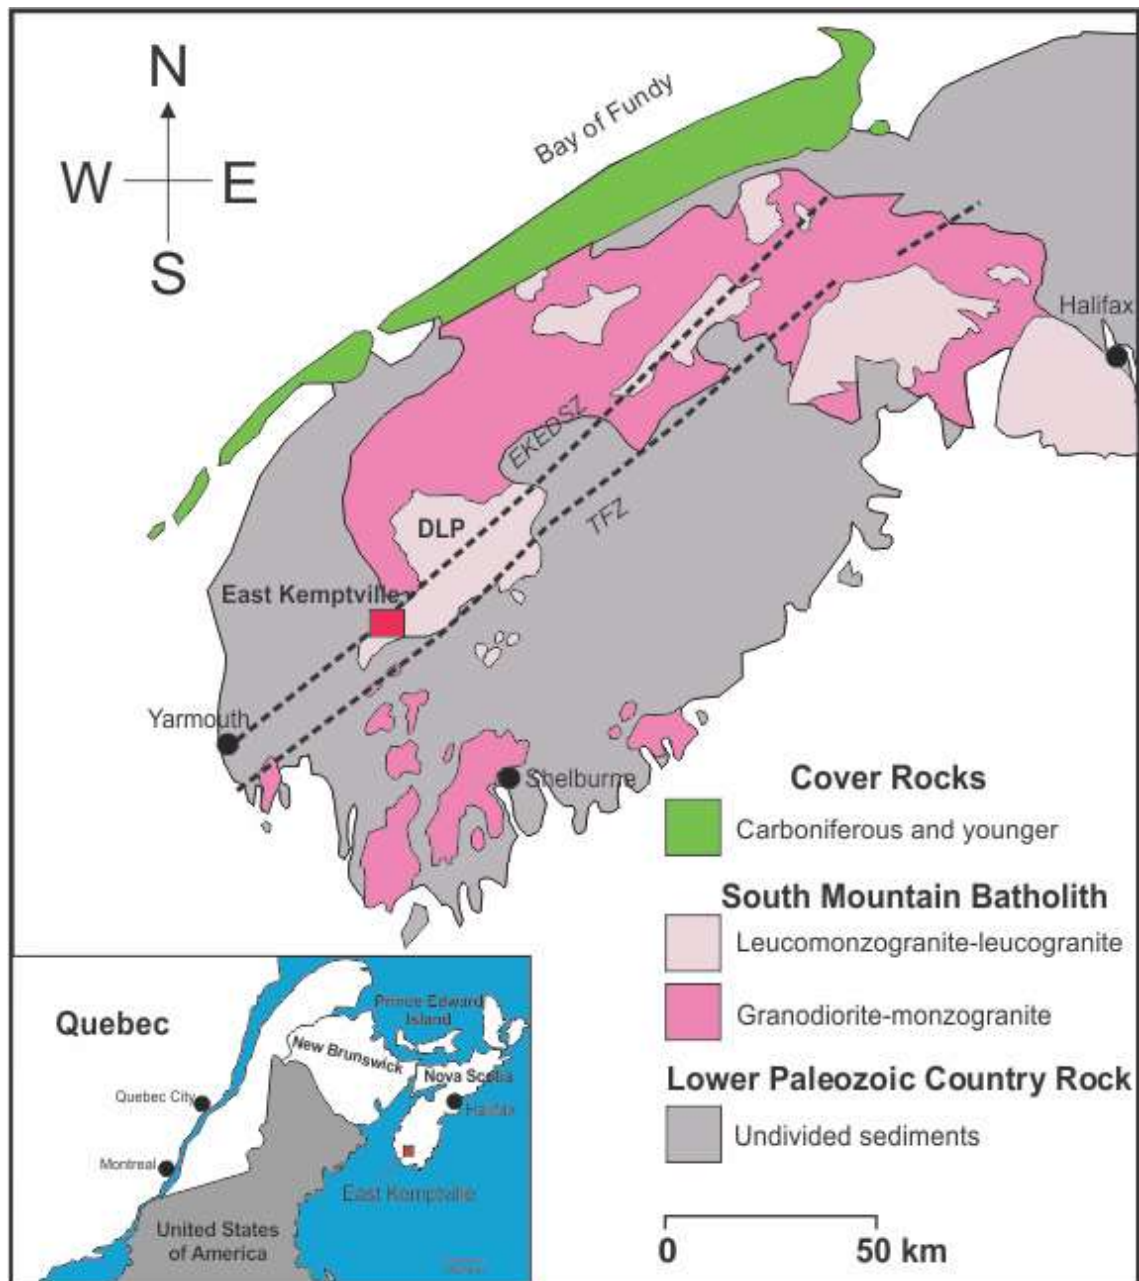 N
W
E
S
Bay of Fundy
Halifax
EKEDSZ
TFZ
DLP
East Kemptville
Yarmouth
Shelburne
Cover Rocks
Carboniferous and younger
South Mountain Batholith
Leucomonzogranite-leucogranite
Granodiorite-monzogranite
Lower Paleozoic Country Rock
Undivided sediments
0
50 km
Quebec
Prince Edward
Island
New Brunswick
Nova Scotia
Quebec City
Halifax
Montreal
East Kemptville
United States
of America